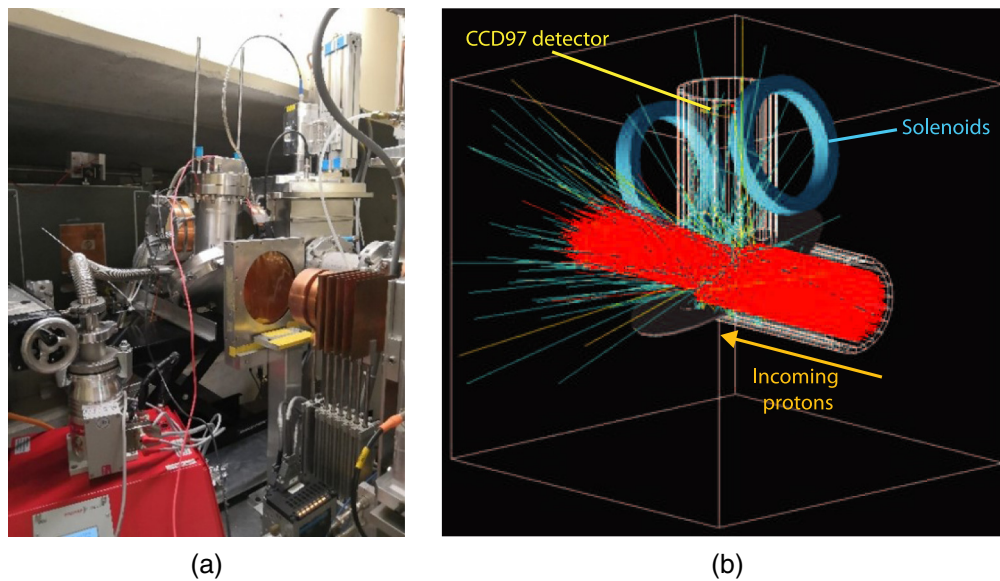 CCD97 detector
Solenoids
Incoming
protons
(a)
(b)